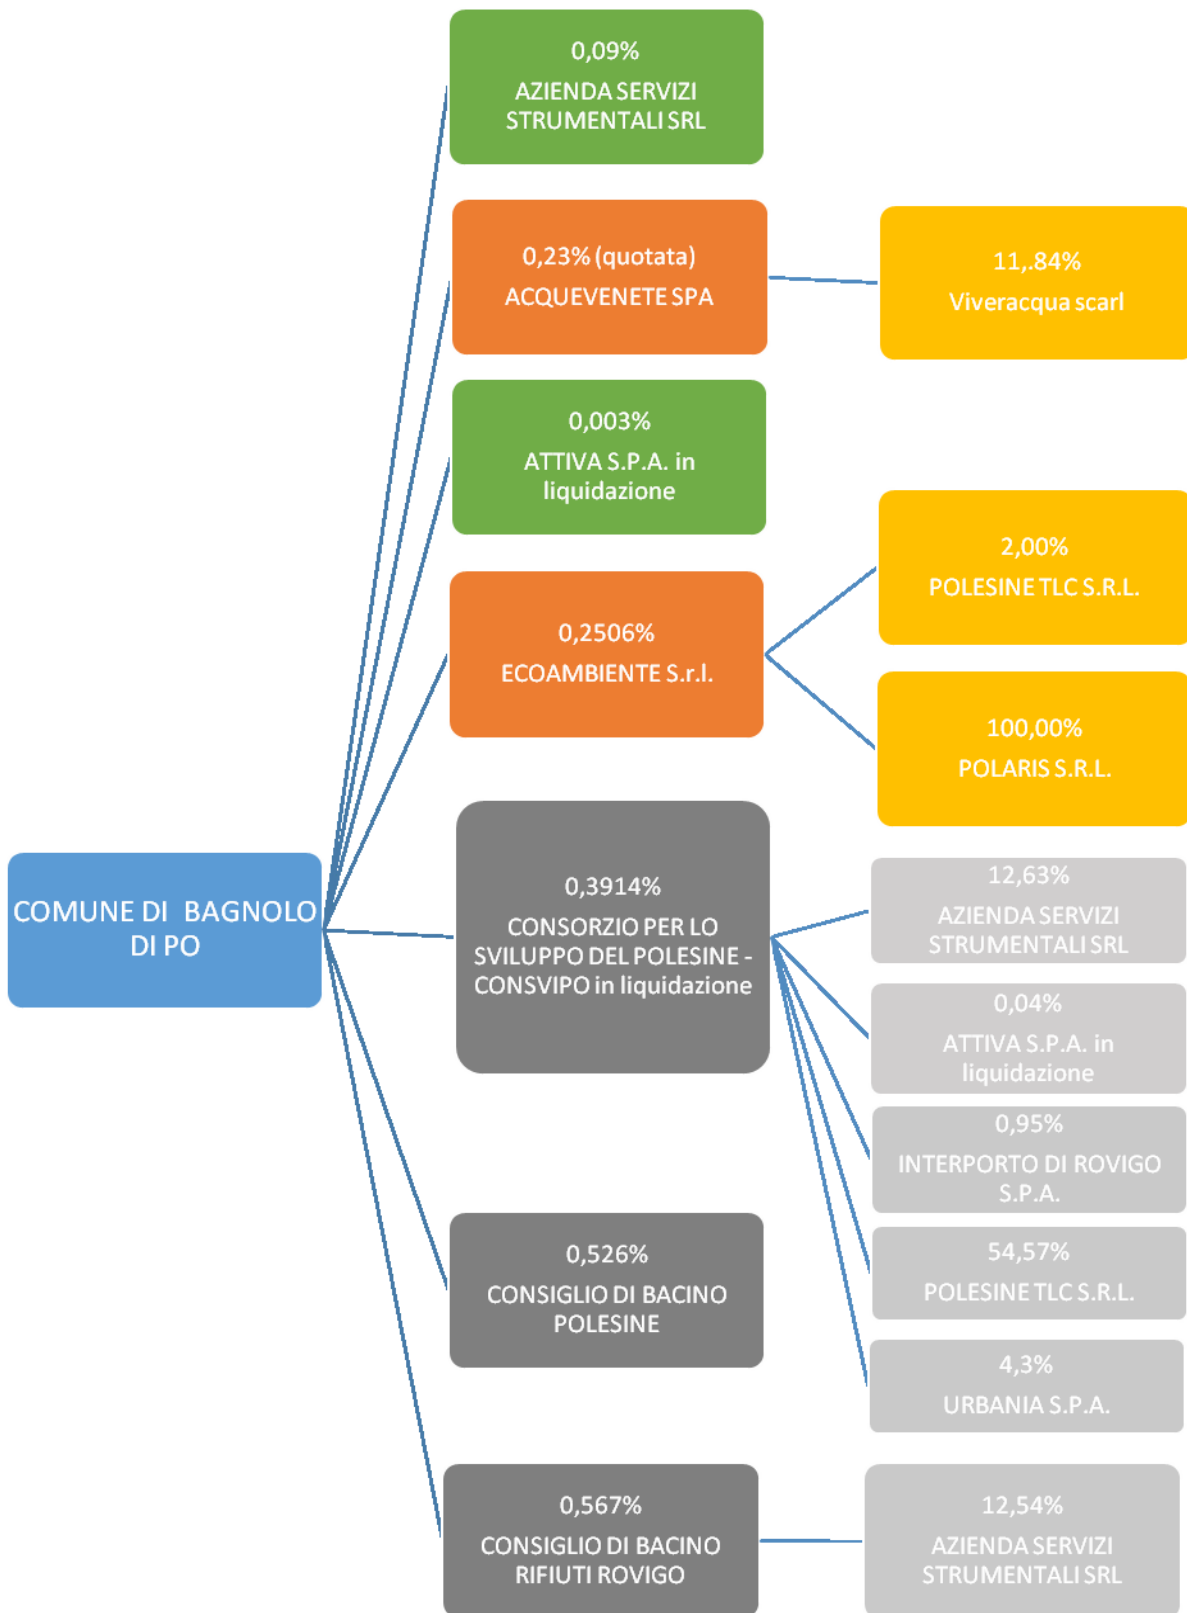 COMUNE DI BAGNOLO
DI PO
0,09%
AZIENDA SERVIZI
STRUMENTALI SRL
0,23% (quotata)
ACQUEVENETE SPA
11,.84%
Viveracqua scarl
0,003%
ATTIVA S.P.A. in
liquidazione
0,2506%
ECOAMBIENTE S.r.l.
2,00%
POLESINE TLC S.R.L.
100,00%
POLARIS S.R.L.
0,3914%
CONSORZIO PER LO
SVILUPPO DEL POLESINE -
CONSVIPO in liquidazione
12,63%
AZIENDA SERVIZI
STRUMENTALI SRL
0,04%
ATTIVA S.P.A. in
liquidazione
0,95%
INTERPORTO DI ROVIGO
S.P.A.
54,57%
POLESINE TLC S.R.L.
4,3%
URBANIA S.P.A.
0,526%
CONSIGLIO DI BACINO
POLESINE
0,567%
CONSIGLIO DI BACINO
RIFIUTI ROVIGO
12,54%
AZIENDA SERVIZI
STRUMENTALI SRL